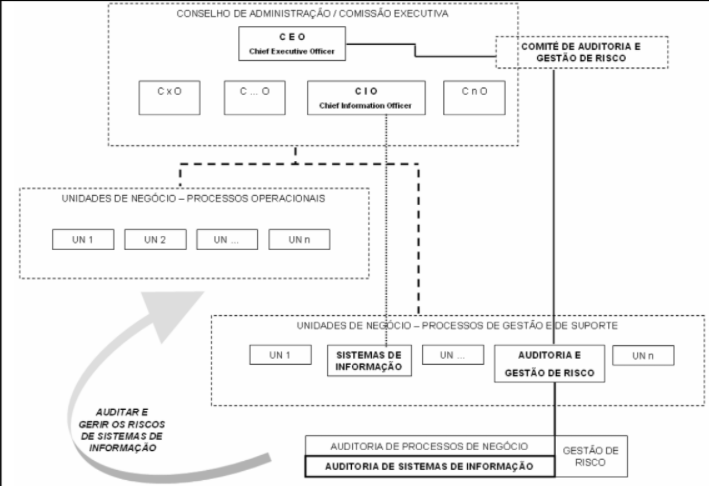 CONSELHO DE ADMINISTRAÇÃO / COMISSÃO EXECUTIVA
C E O
Chief Executive Officer
COMITÉ DE AUDITORIA E
GESTÃO DE RISCO
C x O
C ... O
C I O
Chief Information Officer
C n O
UNIDADES DE NEGÓCIO – PROCESSOS OPERACIONAIS
UN 1
UN 2
UN ...
UN n
UNIDADES DE NEGÓCIO – PROCESSOS DE GESTÃO E DE SUPORTE
UN 1
SISTEMAS DE
INFORMAÇÃO
UN ...
AUDITORIA E
GESTÃO DE RISCO
UN n
AUDITAR E
GERIR OS RISCOS
DE SISTEMAS DE
INFORMAÇÃO
AUDITORIA DE PROCESSOS DE NEGÓCIO
AUDITORIA DE SISTEMAS DE INFORMAÇÃO
GESTÃO DE
RISCO